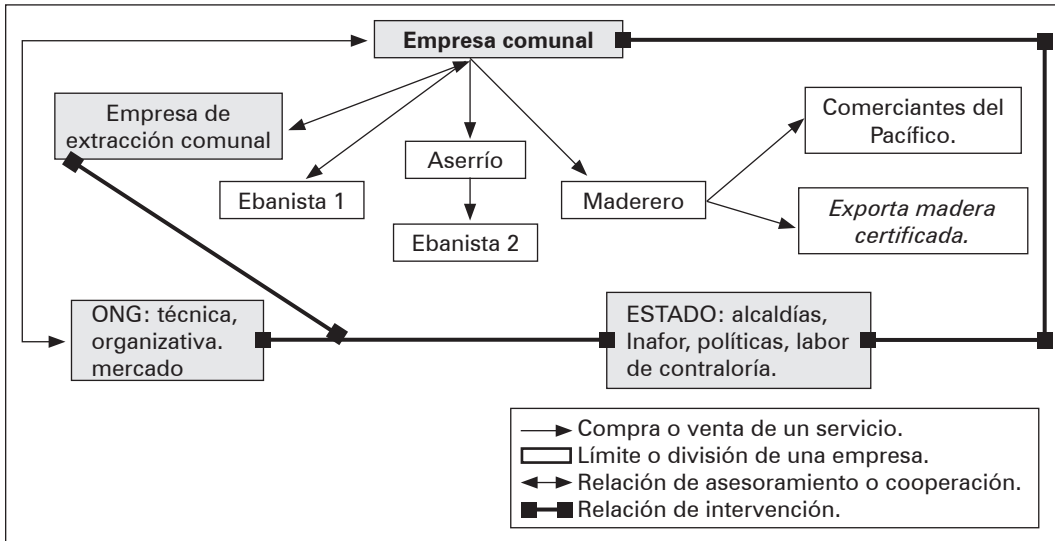 Empresa comunal
Empresa de
extracción comunal
Ebanista 1
Aserrío
Ebanista 2
Maderero
Comerciantes del
Pacífico.
Exporta madera
certificada.
ONG: técnica,
organizativa.
mercado
ESTADO: alcaldías,
Inafor, políticas, labor
de contraloría.
Compra o venta de un servicio.
Límite o división de una empresa.
Relación de asesoramiento o cooperación.
Relación de intervención.